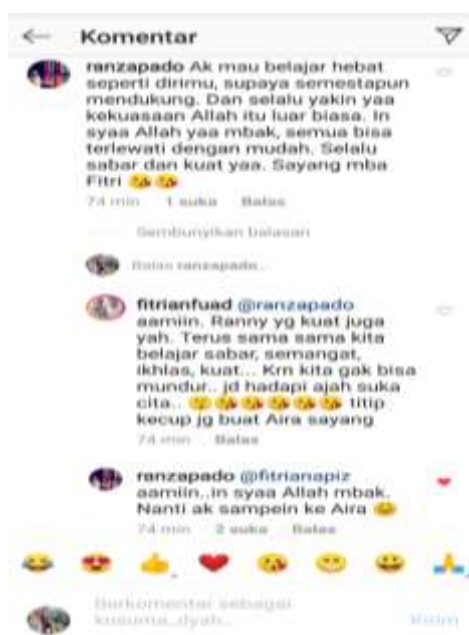 Komentar
ranzapado Ak mau belajar hebat
seperti dirimu, supaya semestapun
mendukung. Dan selalu yakin yaa
kekuasaan Allah itu luar biasa. In
syaa Allah yaa mbak, semua bisa
terlewati dengan mudah. Selalu
sabar dan kuat yaa. Sayang mba
Fitri 😘😘
74 min 1 suka Balas
Sembunyikan balasan
Balas ranzapado...
fitrianfuad @ranzapado
aamiin. Ranny yg kuat juga
yah. Terus sama sama kita
belajar sabar, semangat,
ikhlas, kuat... Krn kita gak bisa
mundur.. jd hadapi ajah suka
cita.. 😚😘😘😘😘😘 titip
kecup jg buat Aira sayang
74 min Balas
ranzapado @fitrianapiz
aamiin..in syaa Allah mbak.
Nanti ak sampein ke Aira 😂
74 min 2 suka Balas
😂 😍 👍 ❤️ 😘 😁 😀 🙏
Berkomentar sebagai
kusuma_dyah..
Kirim